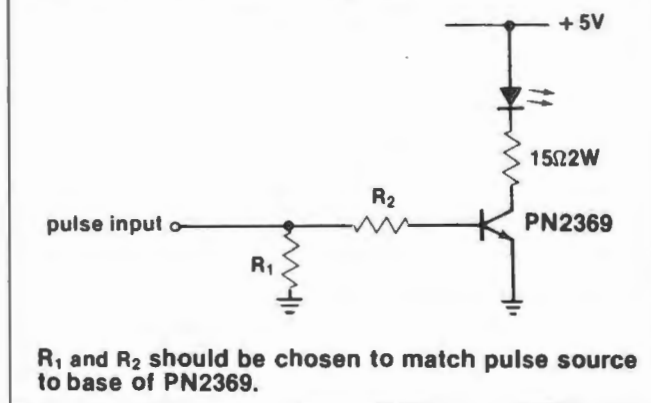 + 5V
15Ω2W
R₂
pulse input
PN2369
R₁
R₁ and R₂ should be chosen to match pulse source
to base of PN2369.